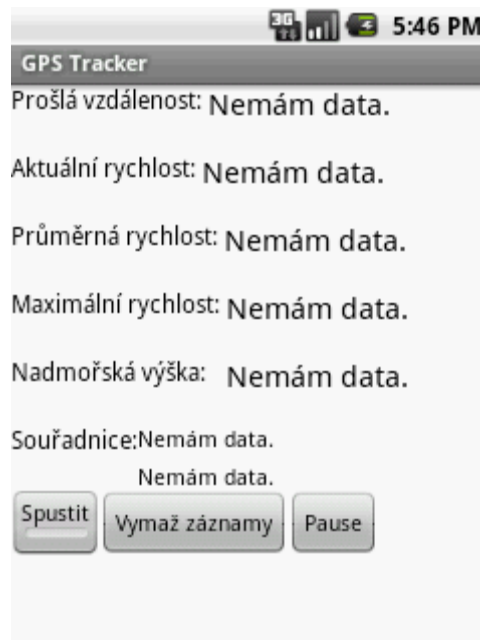 3G 5:46 PM
GPS Tracker
Prošlá vzdálenost: Nemám data.
Aktuální rychlost: Nemám data.
Průměrná rychlost: Nemám data.
Maximální rychlost: Nemám data.
Nadmořská výška: Nemám data.
Souřadnice: Nemám data.
Nemám data.
Spustit Vymaž záznamy Pause